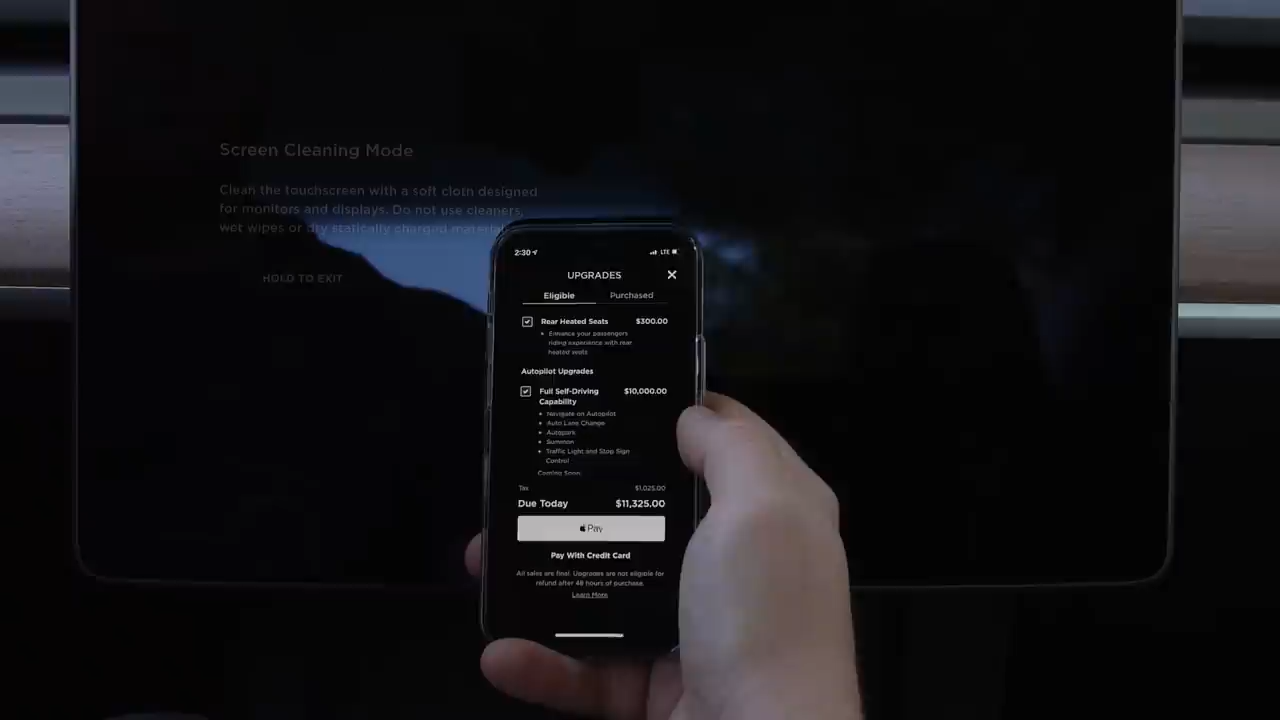 Screen Cleaning Mode
Clean the touchscreen with a soft cloth designed
for monitors and displays. Do not use cleaners,
wet wipes or dry statically charged material
HOLD TO EXIT
2:30
LTE
UPGRADES
Eligible Purchased
Rear Heated Seats $300.00
• Enhance your passengers
riding experience with rear
heated seats
Autopilot Upgrades
Full Self-Driving $10,000.00
Capability
• Navigate on Autopilot
• Auto Lane Change
• Autopark
• Summon
• Traffic Light and Stop Sign
Control
Coming Soon
Tax $1,025.00
Due Today $11,325.00
Pay
Pay With Credit Card
All sales are final. Upgrades are not eligible for
refund after 48 hours of purchase.
Learn More